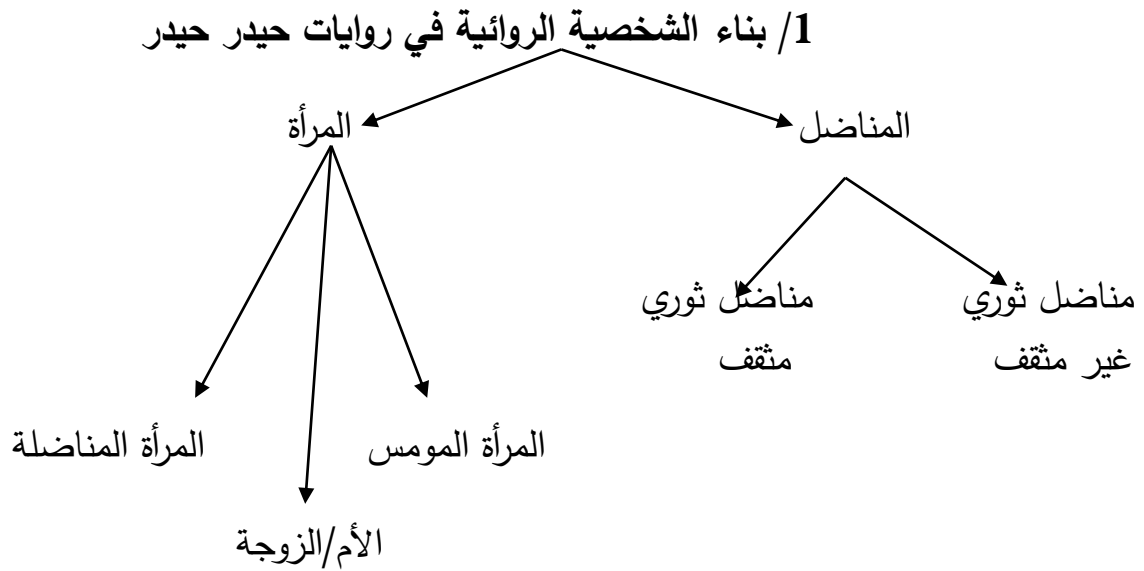 1/ بناء الشخصية الروائية في روايات حيدر حيدر
المناضل
المرأة
مناضل ثوري
غير مثقف
مناضل ثوري
مثقف
المرأة المومس
المرأة المناضلة
الأم/الزوجة